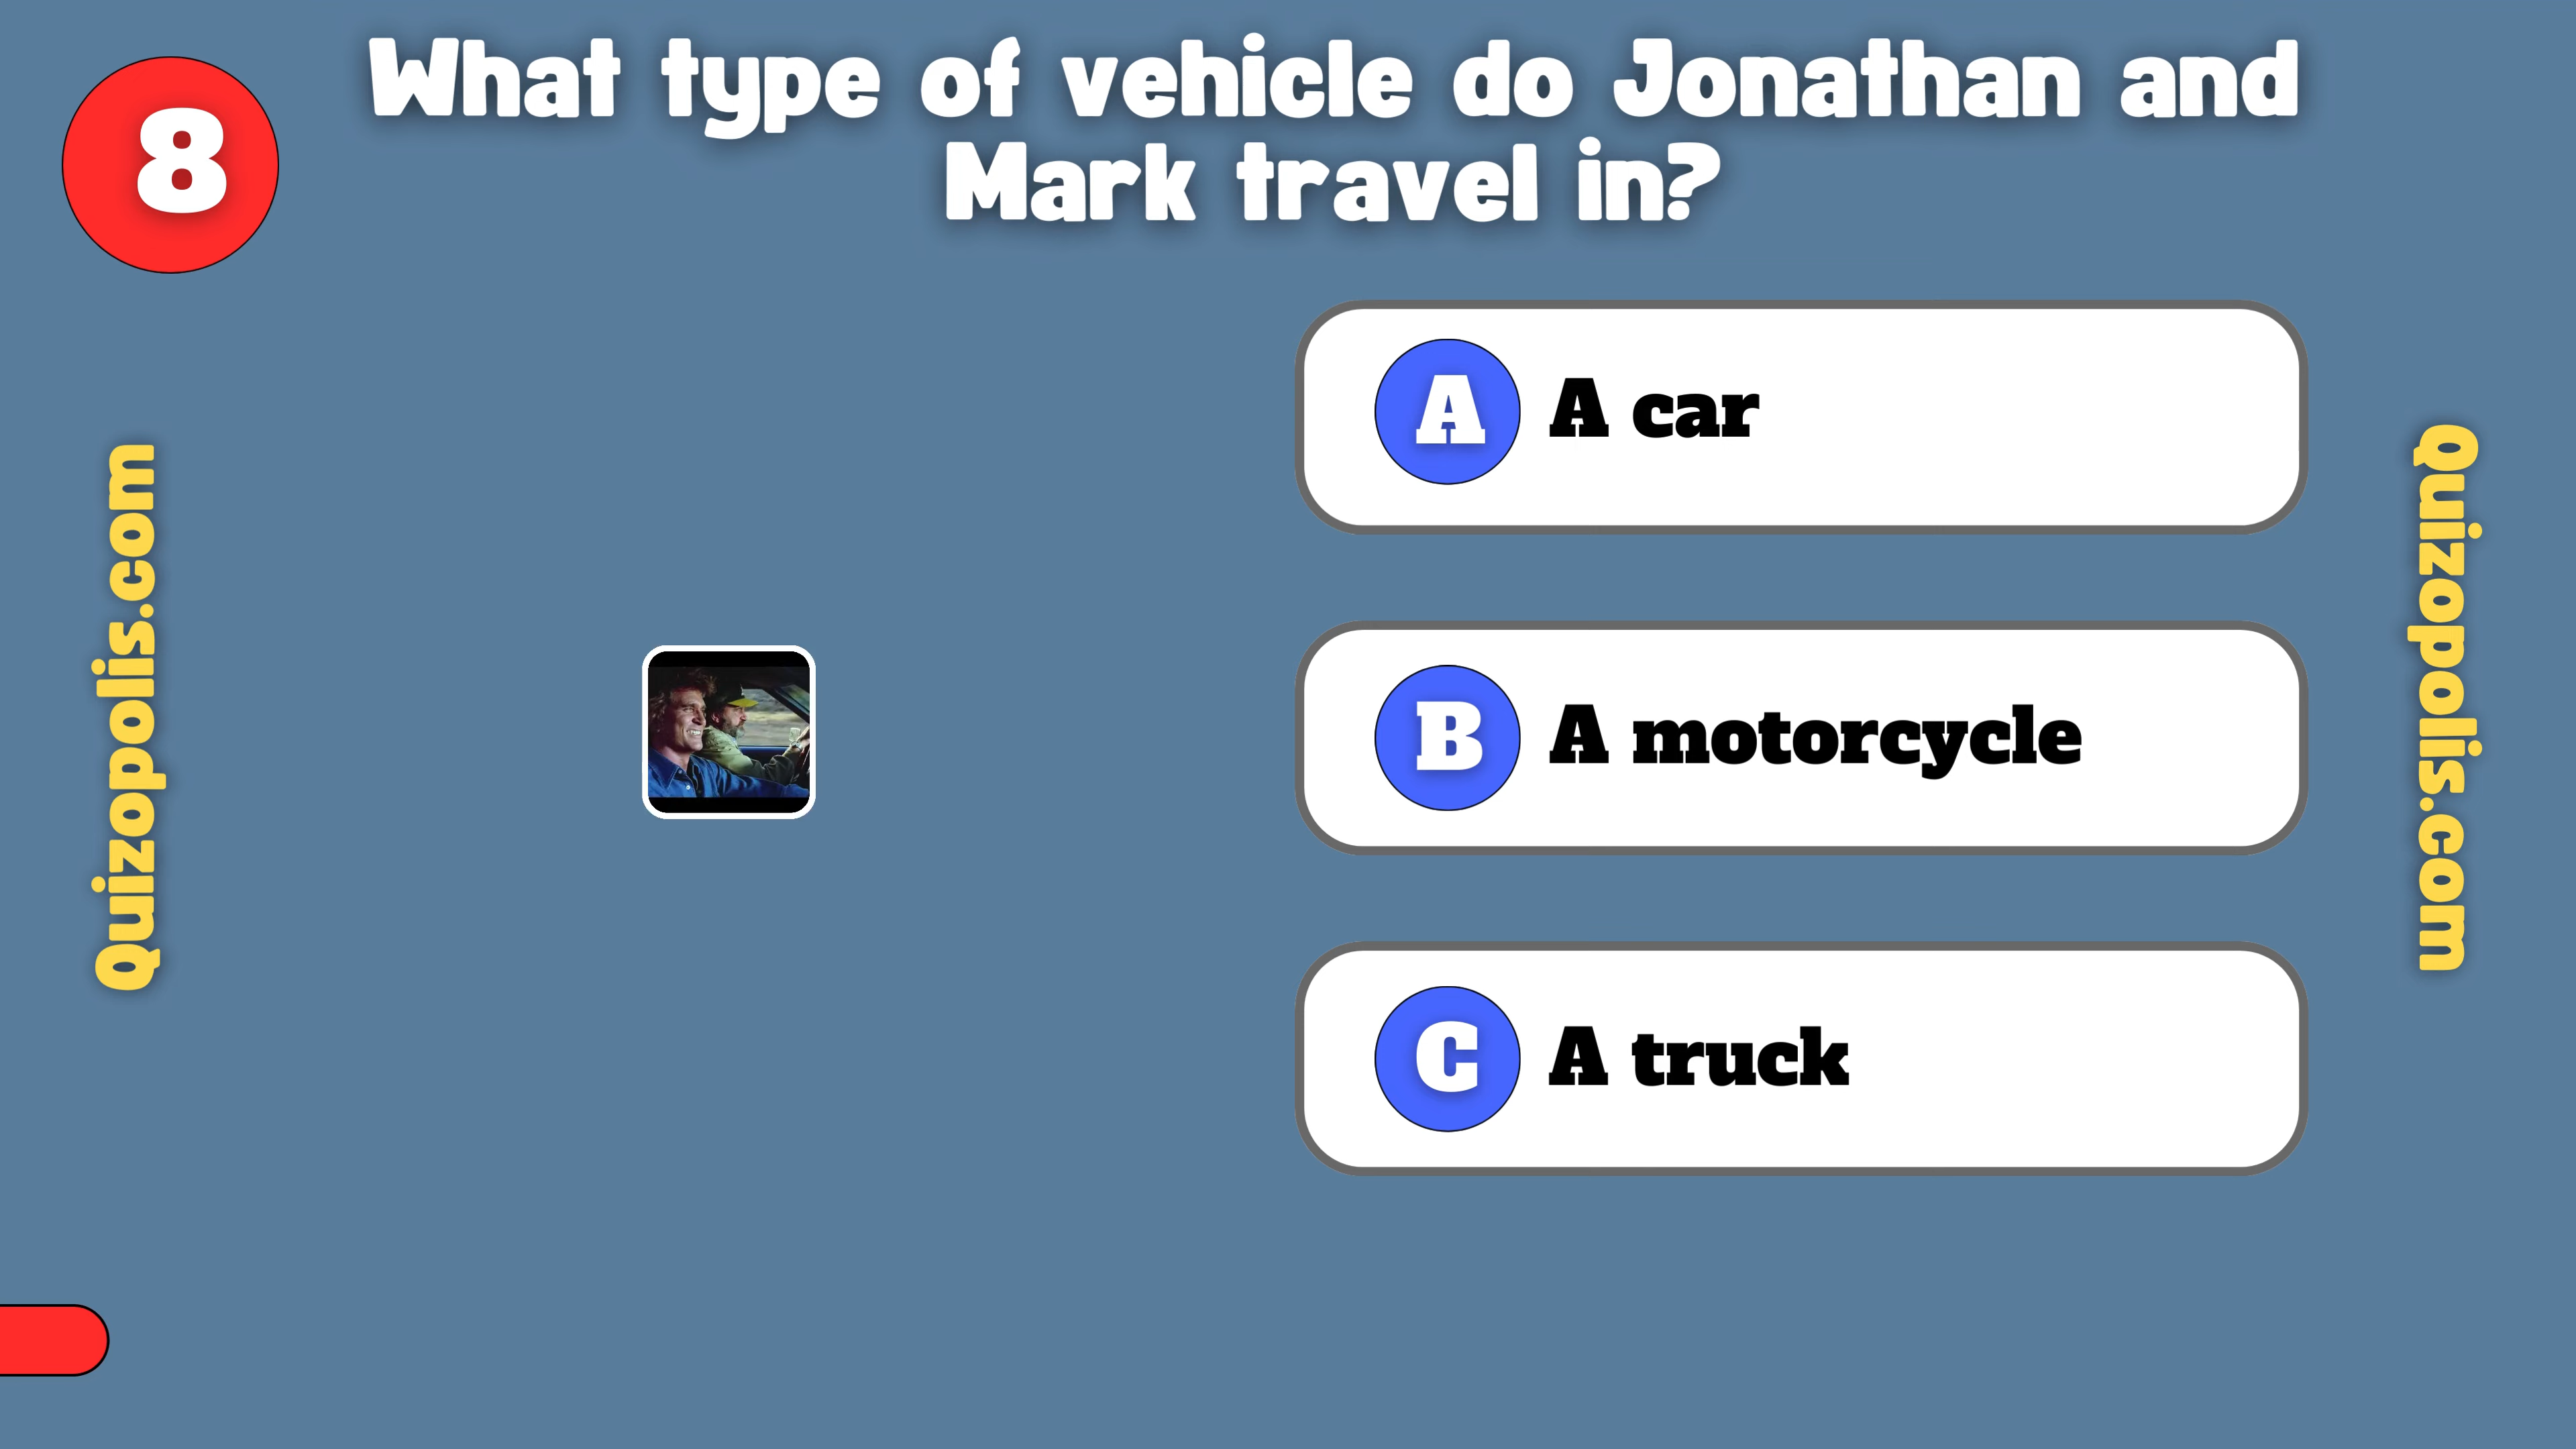 8
What type of vehicle do Jonathan and
Mark travel in?
Quizopolis.com
A A car
B A motorcycle
C A truck
Quizopolis.com